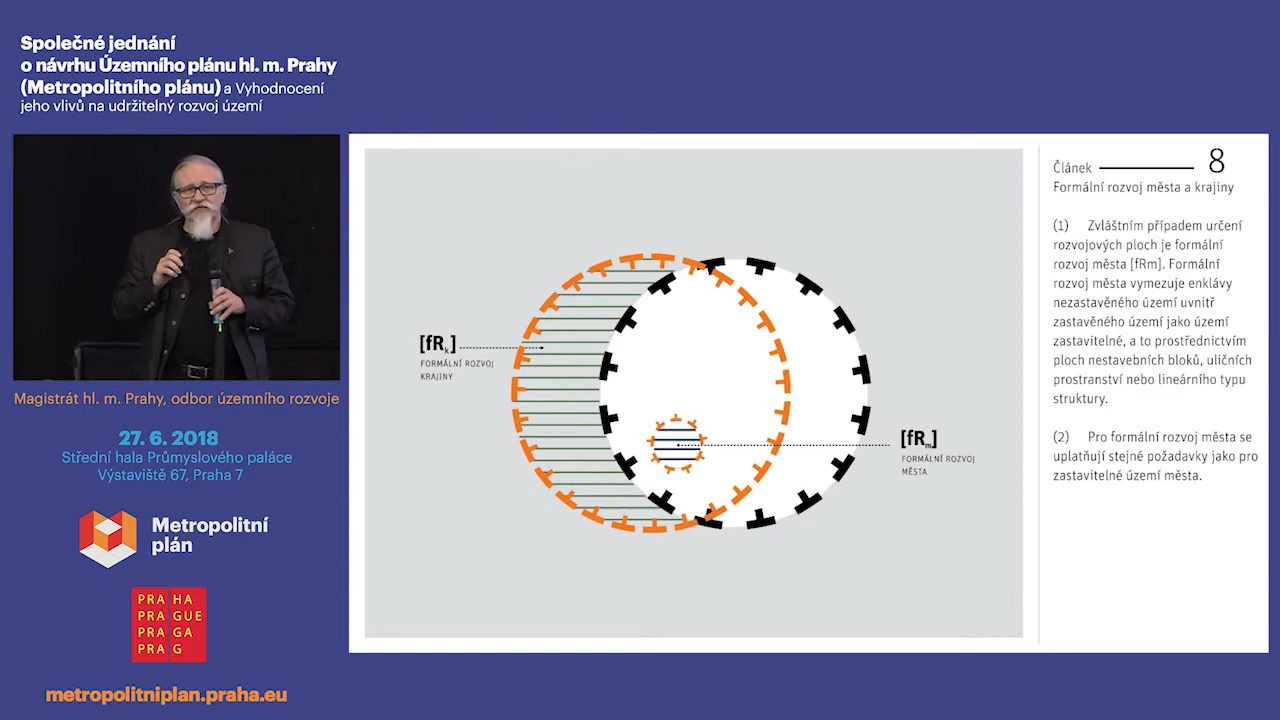 Společné jednání
o návrhu Územního plánu hl. m. Prahy
(Metropolitního plánu) a Vyhodnocení
jeho vlivů na udržitelný rozvoj území
Magistrát hl. m. Prahy, odbor územního rozvoje
27. 6. 2018
Střední hala Průmyslového paláce
Výstaviště 67, Praha 7
Metropolitní
plán
PRA HA
PRA GUE
PRA GA
PRA G
metropolitniplan.praha.eu
[fRk]
FORMÁLNÍ ROZVOJ
KRAJINY
[fRm]
FORMÁLNÍ ROZVOJ
MĚSTA
Článek 8
Formální rozvoj města a krajiny
(1) Zvláštním případem určení
rozvojových ploch je formální
rozvoj města [fRm]. Formální
rozvoj města vymezuje enklávy
nezastavěného území uvnitř
zastavěného území jako území
zastavitelné, a to prostřednictvím
ploch nestavebních bloků, uličních
prostranství nebo lineárního typu
struktury.
(2) Pro formální rozvoj města se
uplatňují stejné požadavky jako pro
zastavitelné území města.